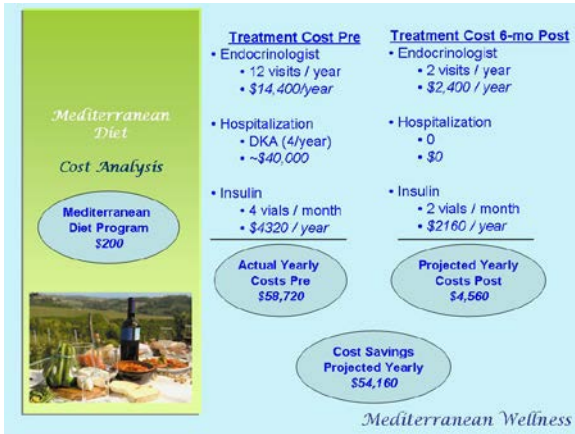 Mediterranean
Diet
Cost Analysis
Mediterranean
Diet Program
$200
Treatment Cost Pre
• Endocrinologist
• 12 visits / year
• $14,400/year
• Hospitalization
• DKA (4/year)
• ~$40,000
• Insulin
• 4 vials / month
• $4320 / year
Actual Yearly
Costs Pre
$58,720
Treatment Cost 6-mo Post
• Endocrinologist
• 2 visits / year
• $2,400 / year
• Hospitalization
• 0
• $0
• Insulin
• 2 vials / month
• $2160 / year
Projected Yearly
Costs Post
$4,560
Cost Savings
Projected Yearly
$54,160
Mediterranean Wellness